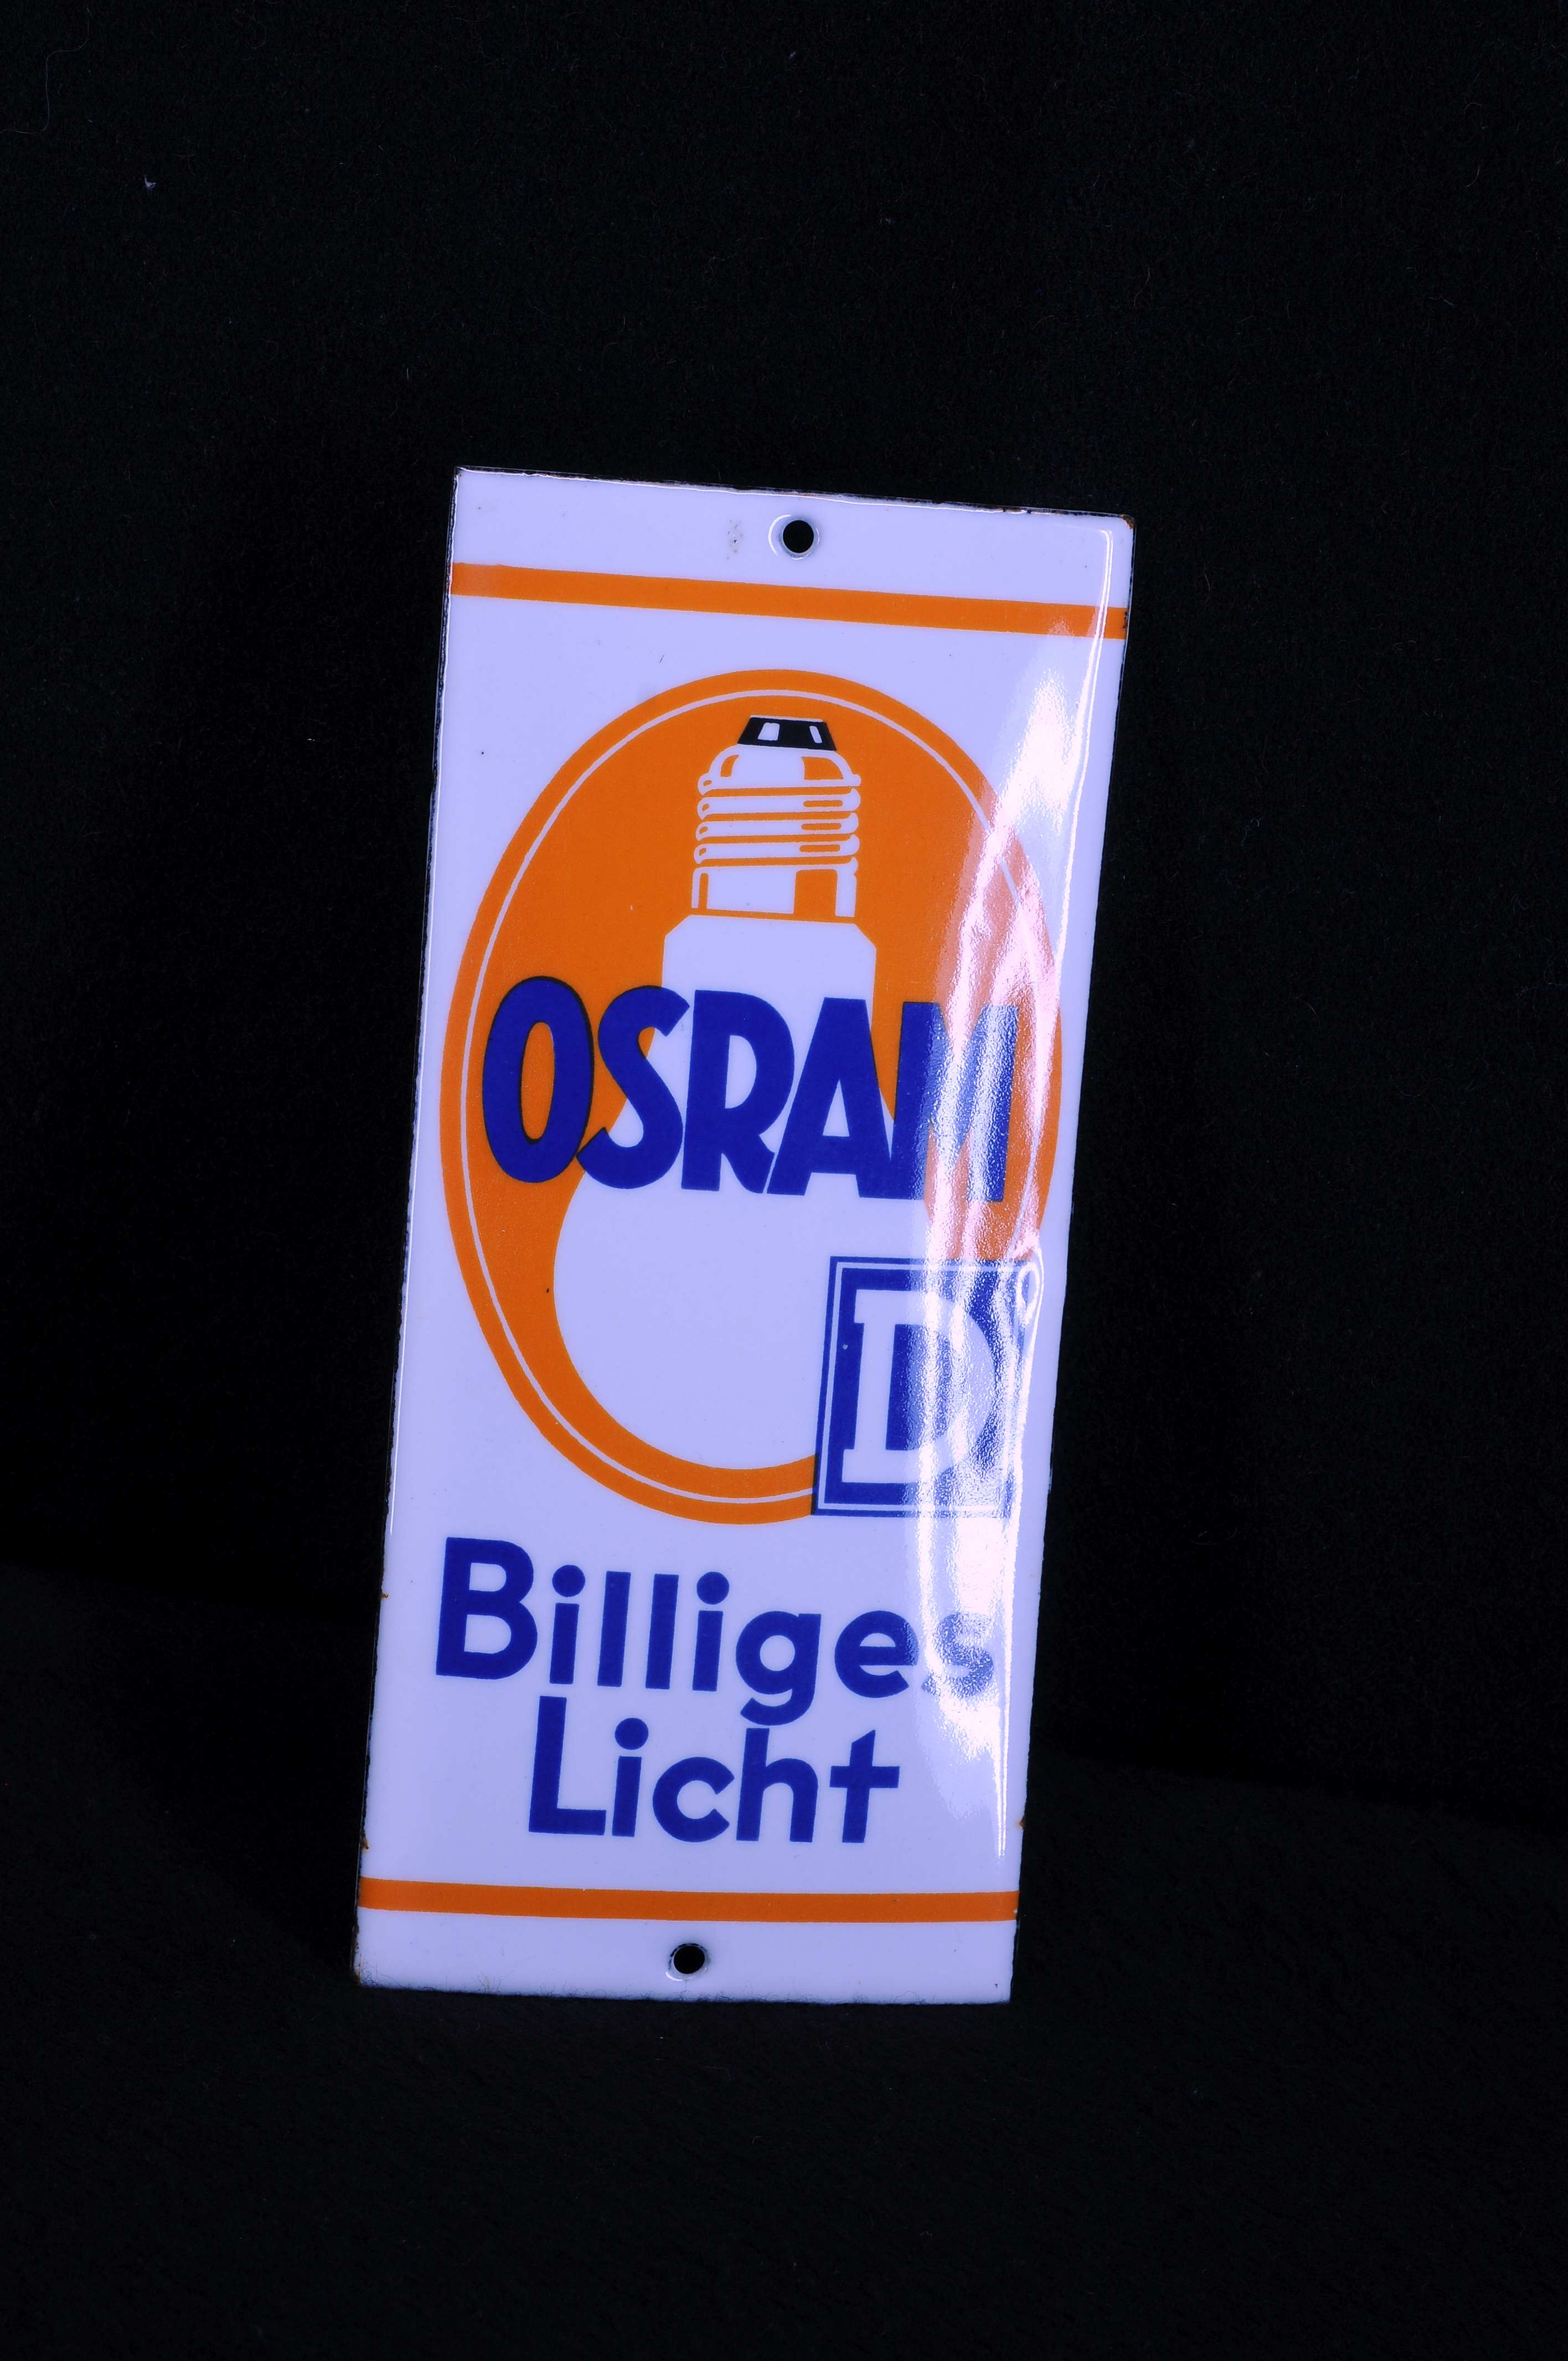 OSRAM
D
Billiges
Licht